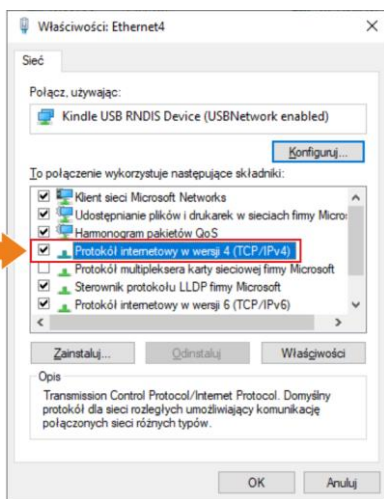 Właściwości: Ethernet4
Sieć
Połącz, używając:
Kindle USB RNDIS Device (USBNetwork enabled)
Konfiguruj...
To połączenie wykorzystuje następujące składniki:
Klient sieci Microsoft Networks
Udostępnianie plików i drukarek w sieciach firmy Micro
Harmonogram pakietów QoS
Protokół internetowy w wersji 4 (TCP/IPv4)
Protokół multipleksera karty sieciowej firmy Microsoft
Sterownik protokołu LLDP firmy Microsoft
Protokół internetowy w wersji 6 (TCP/IPv6)
Zainstaluj... Odinstaluj Właściwości
Opis
Transmission Control Protocol/Internet Protocol. Domyślny
protokół dla sieci rozległych umożliwiający komunikację
połączonych sieci różnych typów.
OK Anuluj